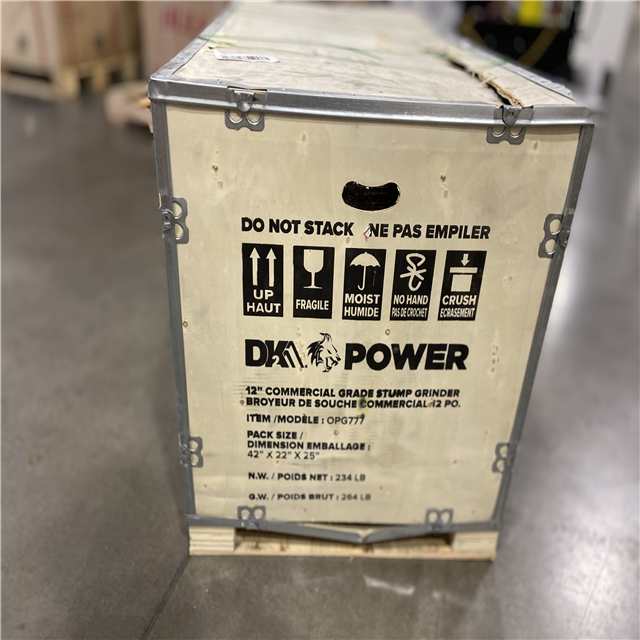 DO NOT STACK NE PAS EMPILER
UP
HAUT
FRAGILE
MOIST
HUMIDE
NO HAND
PAS DE CROCHET
CRUSH
ECRASEMENT
DK2 POWER
12" COMMERCIAL GRADE STUMP GRINDER
BROYEUR DE SOUCHE COMMERCIAL 12 PO.
ITEM /MODÈLE : OPG777
PACK SIZE /
DIMENSION EMBALLAGE :
42" X 22" X 25"
N.W. / POIDS NET : 234 LB
G.W. / POIDS BRUT : 264 LB